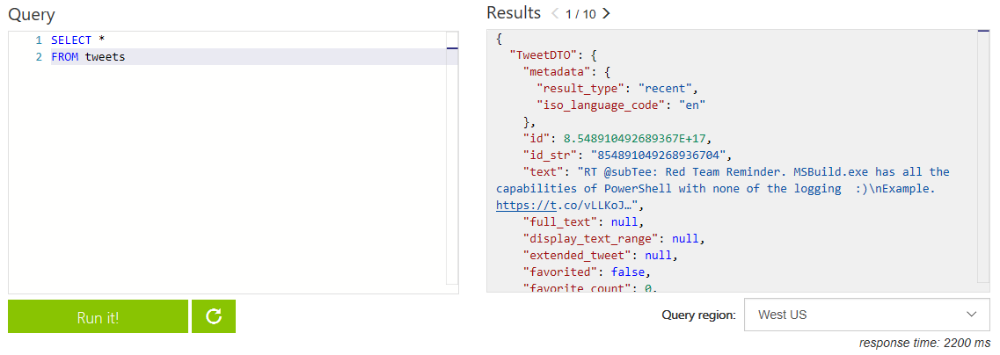 Query
1 SELECT *
2 FROM tweets
Run it!
Results < 1 / 10 >
{
"TweetDTO": {
"metadata": {
"result_type": "recent",
"iso_language_code": "en"
},
"id": 8.548910492689367E+17,
"id_str": "854891049268936704",
"text": "RT @subTee: Red Team Reminder. MSBuild.exe has all the
capabilities of PowerShell with none of the logging  :)\nExample.
https://t.co/vLLKoJ…",
"full_text": null,
"display_text_range": null,
"extended_tweet": null,
"favorited": false,
"favorite_count": 0,
Query region: West US
response time: 2200 ms